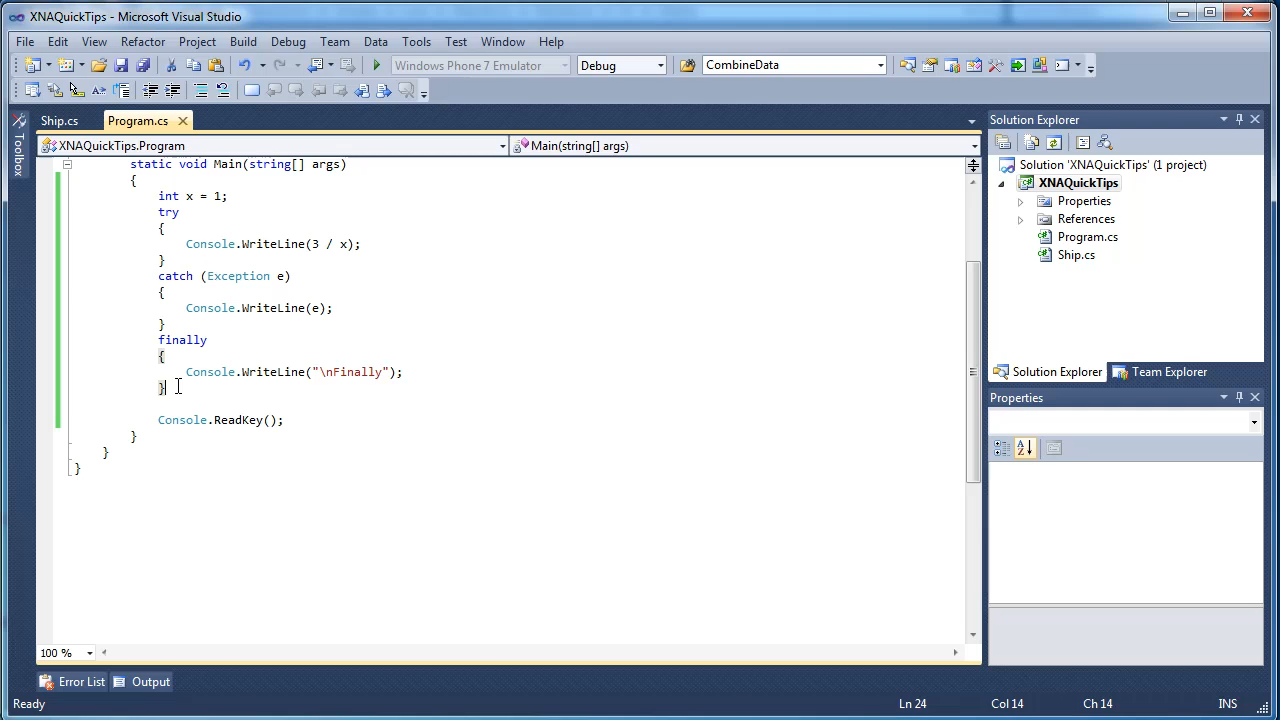 XNAQuickTips - Microsoft Visual Studio
File Edit View Refactor Project Build Debug Team Data Tools Test Window Help
Windows Phone 7 Emulator Debug CombineData
Ship.cs Program.cs
XNAQuickTips.Program Main(string[] args)
Toolbox
static void Main(string[] args)
{
int x = 1;
try
{
Console.WriteLine(3 / x);
}
catch (Exception e)
{
Console.WriteLine(e);
}
finally
{
Console.WriteLine("\nFinally");
}
Console.ReadKey();
}
}
}
100 %
Solution Explorer
Solution 'XNAQuickTips' (1 project)
XNAQuickTips
Properties
References
Program.cs
Ship.cs
Solution Explorer Team Explorer
Properties
Error List Output
Ready Ln 24 Col 14 Ch 14 INS